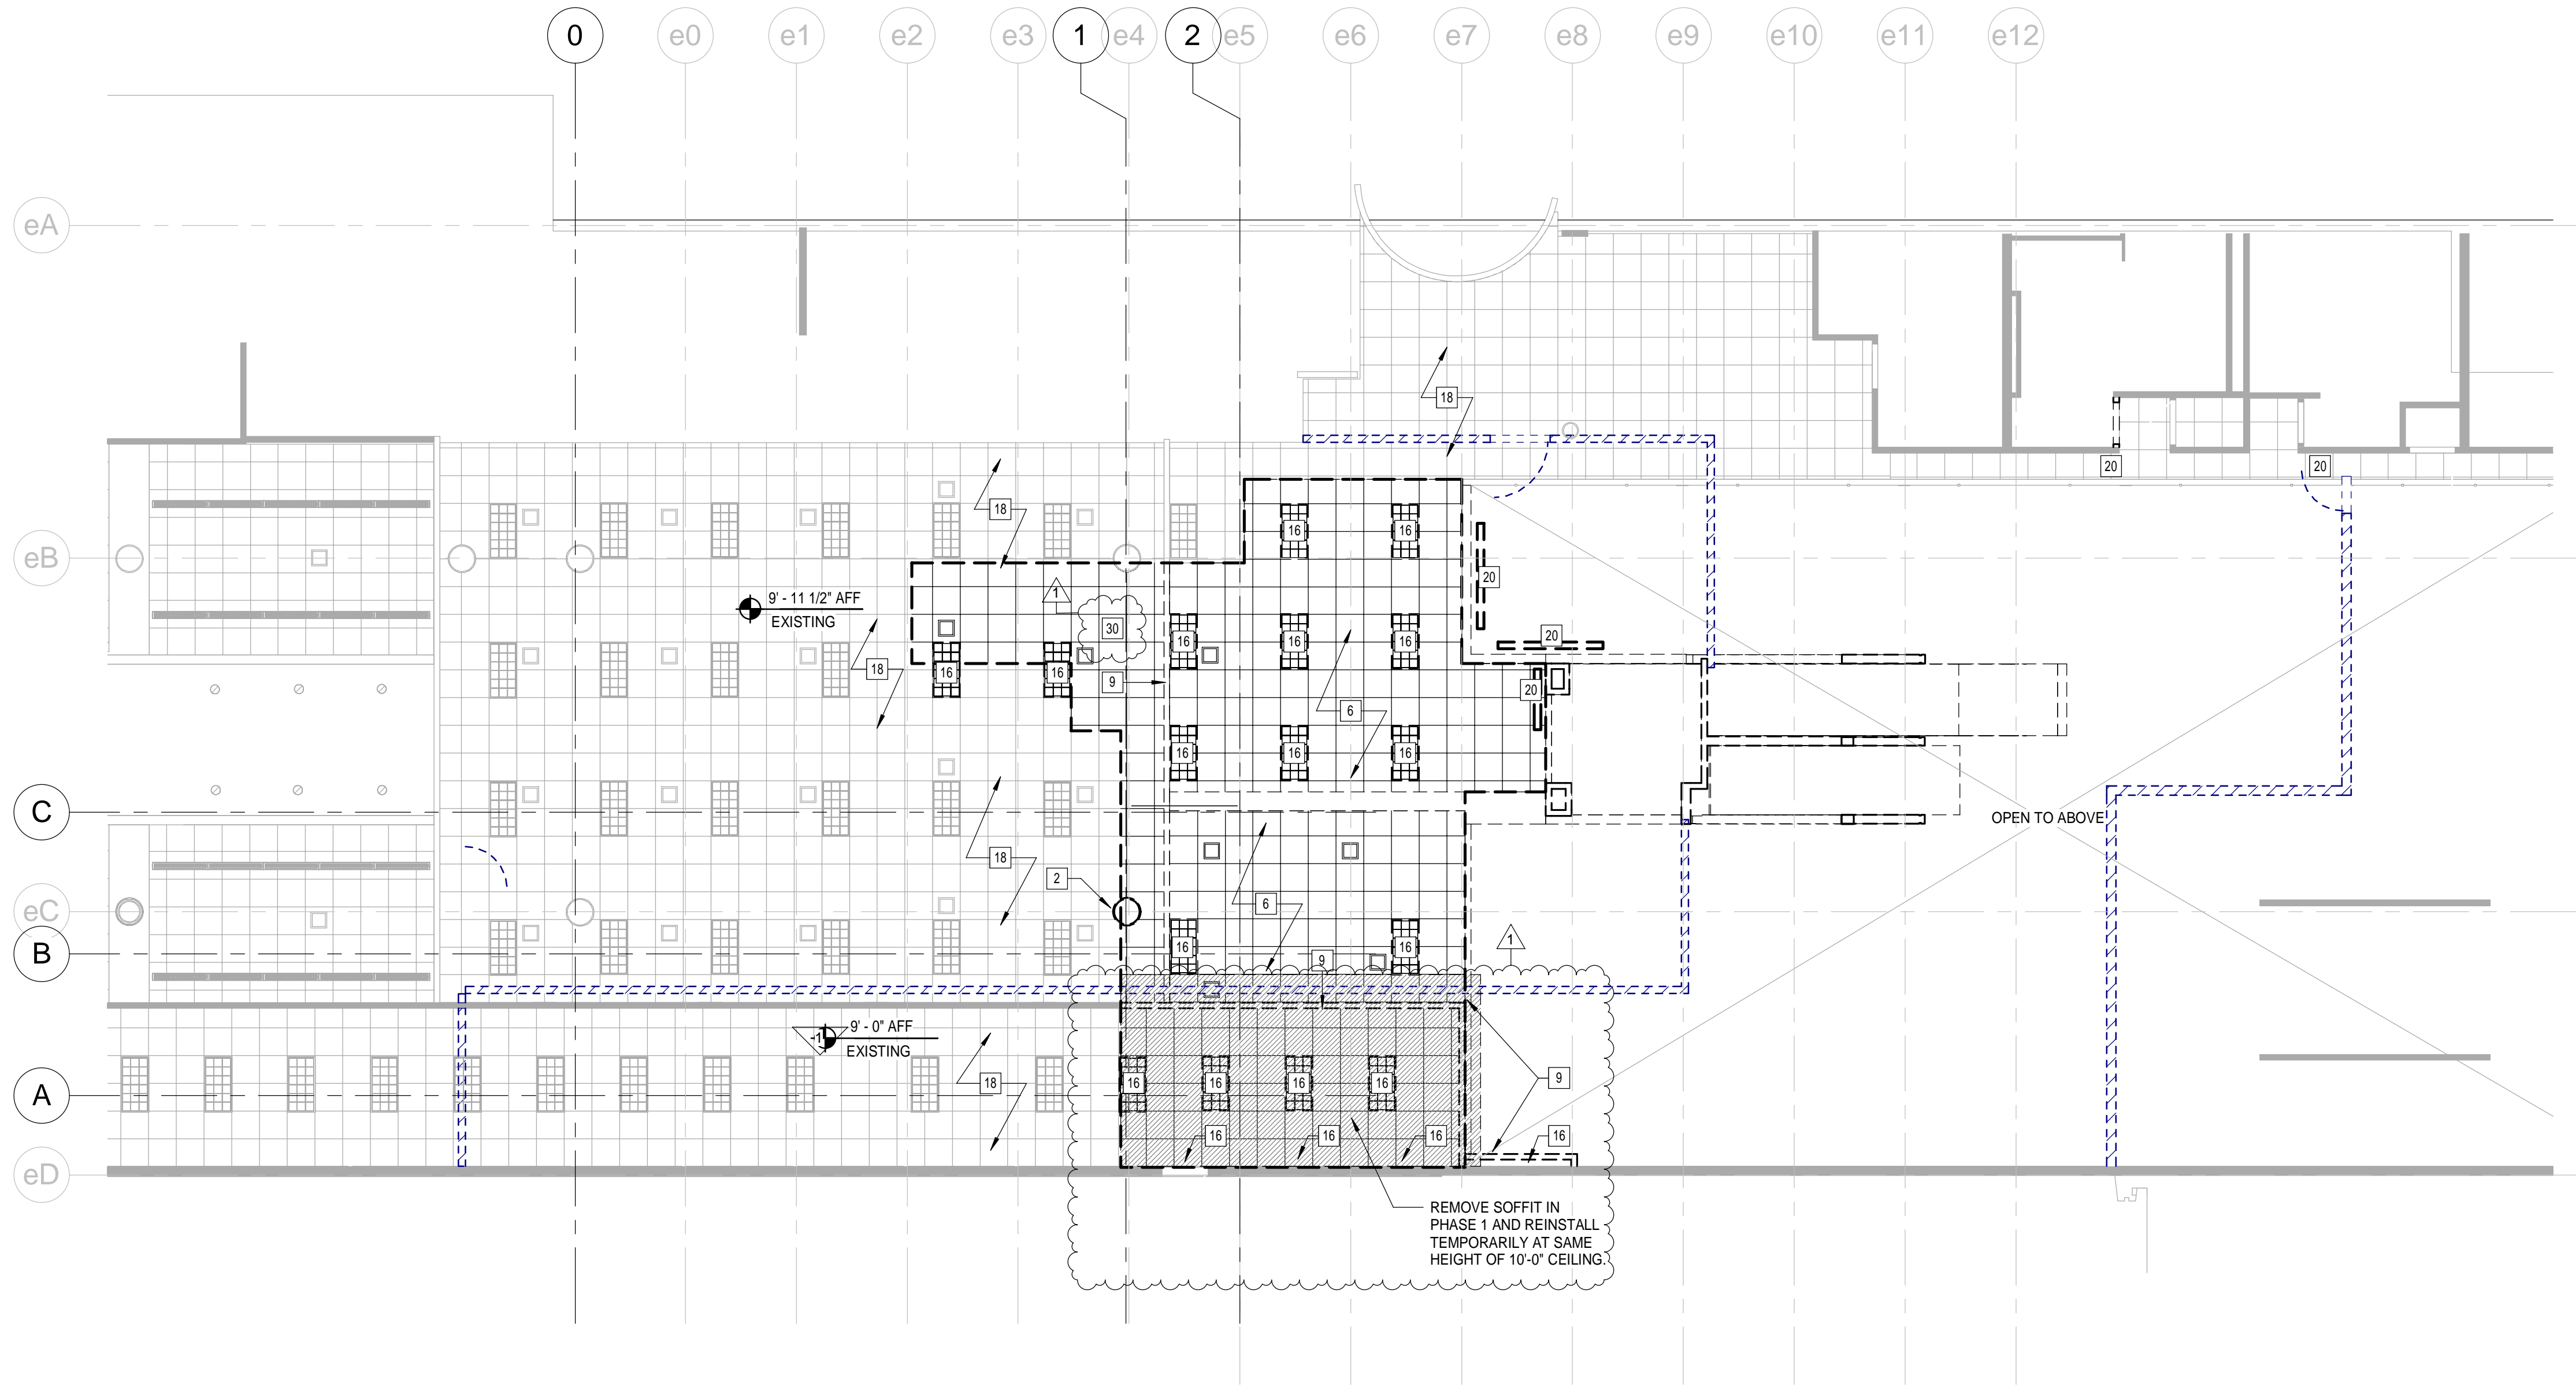 0
e0
e1
e2
e3
1
e4
2
e5
e6
e7
e8
e9
e10
e11
e12
eA
18
20
20
18
16
16
eB
20
9' - 11 1/2" AFF
EXISTING
1
30
16
16
16
20
18
16
16
9
20
6
16
16
16
C
OPEN TO ABOVE
18
2
6
eC
B
16
16
1
9
9' - 0" AFF
EXISTING
1
A
18
16
16
16
16
9
16
16
16
16
eD
REMOVE SOFFIT IN
PHASE 1 AND REINSTALL
TEMPORARILY AT SAME
HEIGHT OF 10'-0" CEILING.